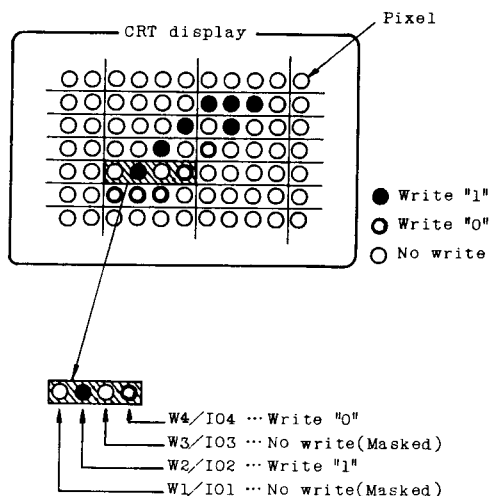 Pixel
CRT display
Write "1"
Write "0"
No write
W4/IO4 ··· Write "0"
W3/IO3 ··· No write(Masked)
W2/IO2 ··· Write "1"
W1/IO1 ··· No write(Masked)